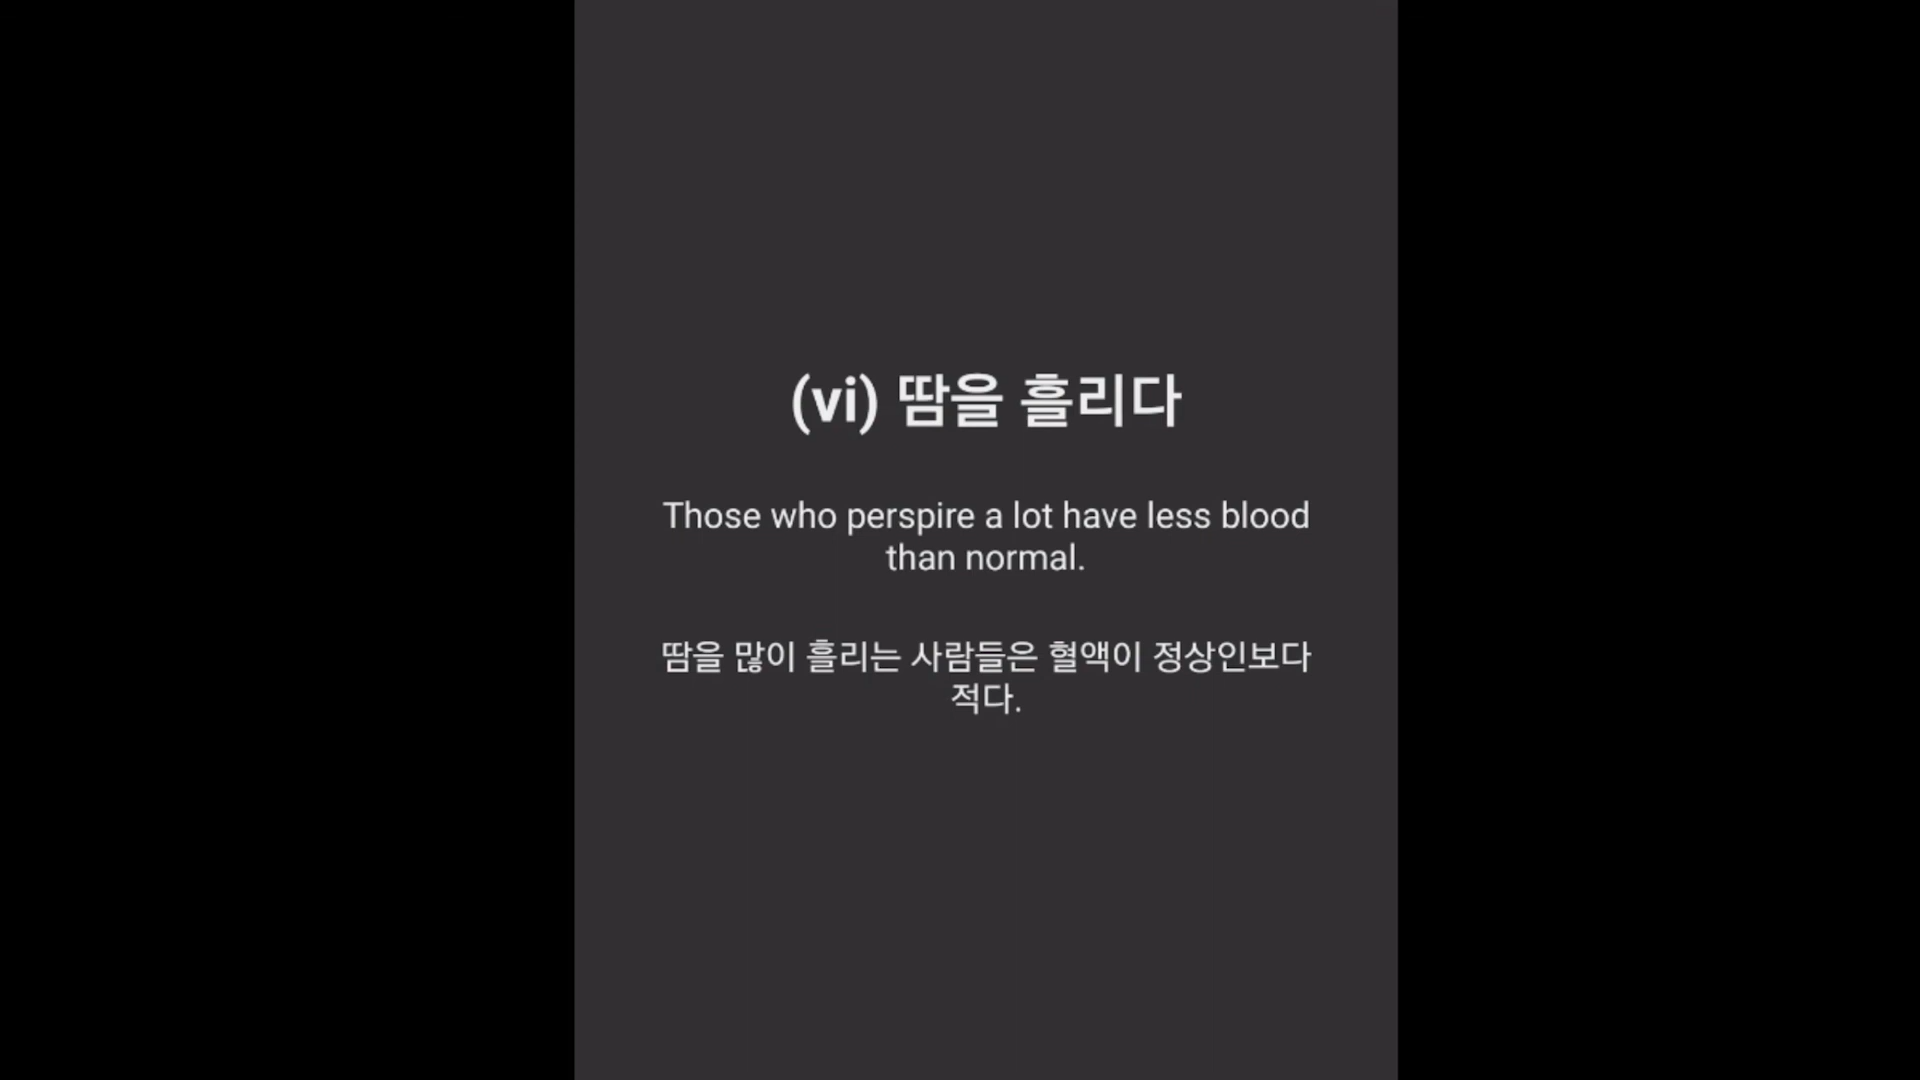 (vi) 땀을 흘리다
Those who perspire a lot have less blood
than normal.
땀을 많이 흘리는 사람들은 혈액이 정상인보다
적다.